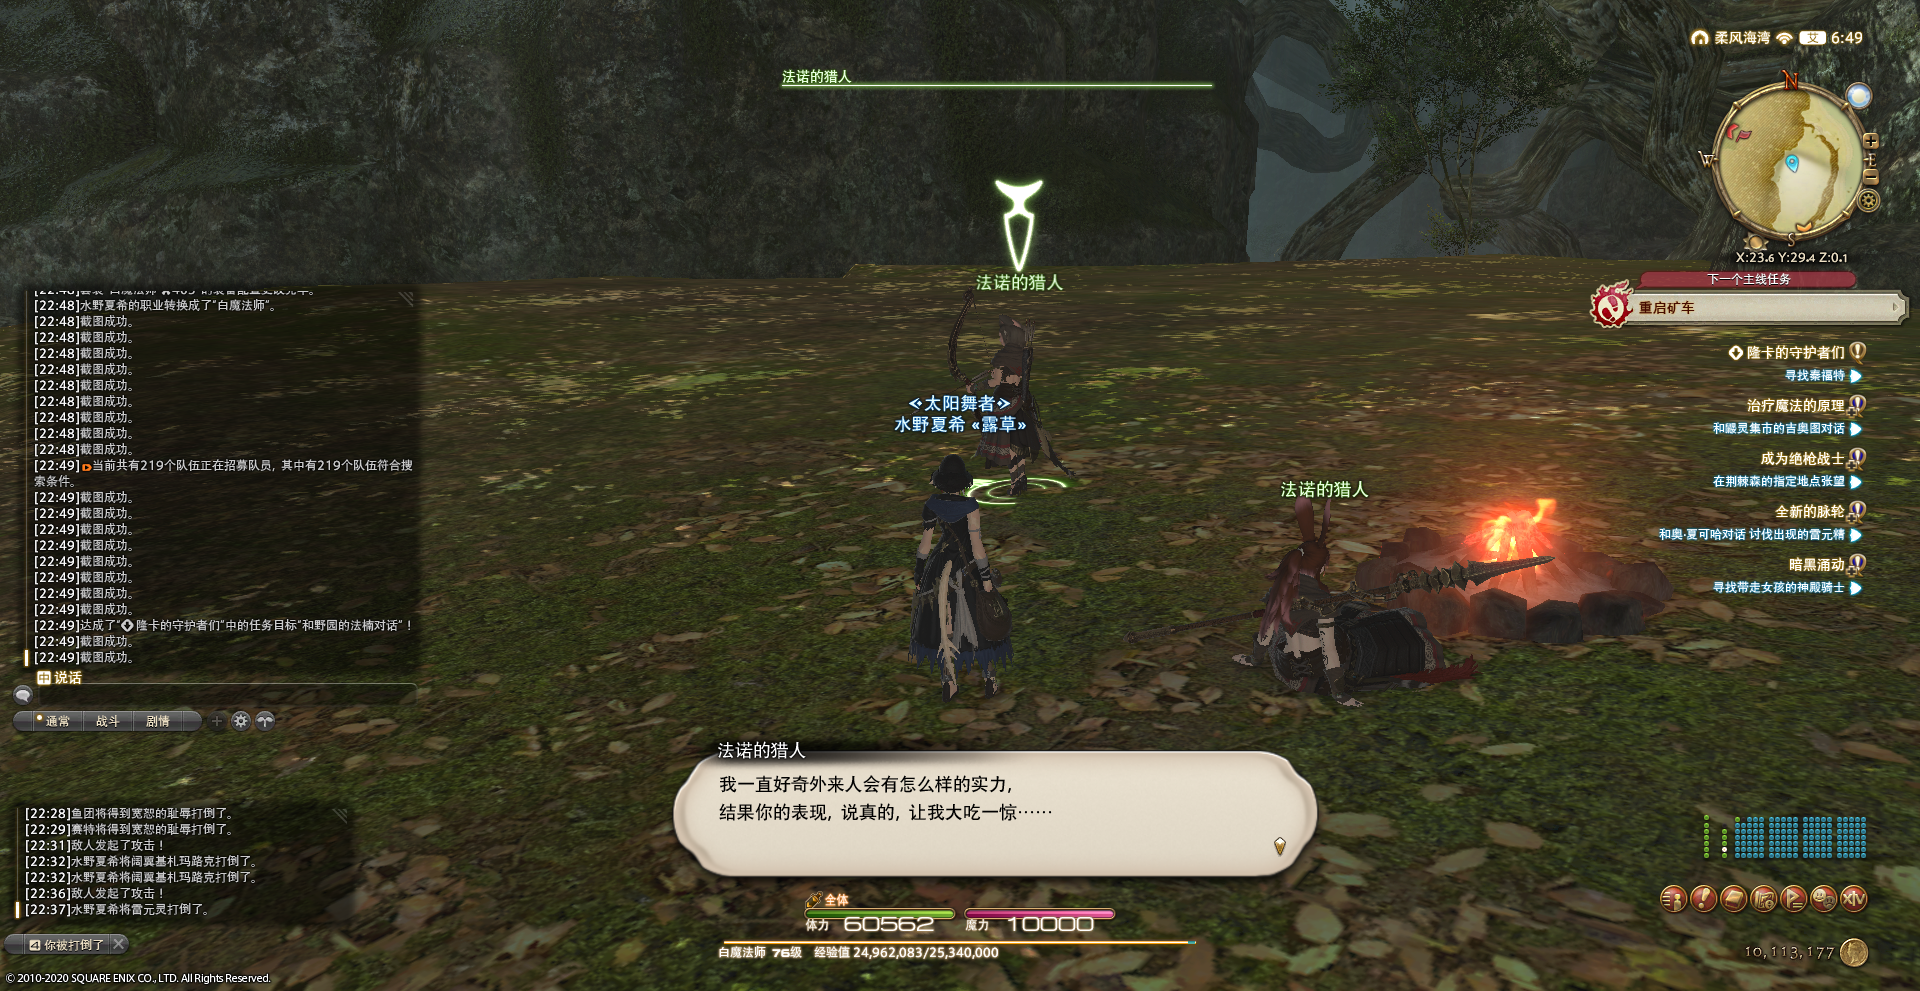 法诺的猎人
柔风海湾 艾 6:49
N
W
E
S
X:23.6 Y:29.4 Z:0.1
下一个主线任务
重启矿车
隆卡的守护者们
寻找秦福特
治疗魔法的原理
和鼹灵集市的吉奥图对话
成为绝枪战士
在荆棘森的指定地点张望
全新的脉轮
和奥·夏可哈对话 讨伐出现的雷元精
暗黑涌动
寻找带走女孩的神殿骑士
法诺的猎人
太阳舞者
水野夏希 «露草»
法诺的猎人
[22:48]水野夏希的职业转换成了“白魔法师”。
[22:48]截图成功。
[22:48]截图成功。
[22:48]截图成功。
[22:48]截图成功。
[22:48]截图成功。
[22:48]截图成功。
[22:48]截图成功。
[22:48]截图成功。
[22:48]截图成功。
[22:49]当前共有219个队伍正在招募队员, 其中有219个队伍符合搜
索条件。
[22:49]截图成功。
[22:49]截图成功。
[22:49]截图成功。
[22:49]截图成功。
[22:49]截图成功。
[22:49]截图成功。
[22:49]截图成功。
[22:49]截图成功。
[22:49]达成了“隆卡的守护者们”中的任务目标“和野园的法楠对话”！
[22:49]截图成功。
[22:49]截图成功。
说话
通常 战斗 剧情
法诺的猎人
我一直好奇外来人会有怎么样的实力,
结果你的表现, 说真的, 让我大吃一惊……
[22:28]鱼团将得到宽恕的耻辱打倒了。
[22:29]赛特将得到宽恕的耻辱打倒了。
[22:31]敌人发起了攻击！
[22:32]水野夏希将阔翼基札玛路克打倒了。
[22:32]水野夏希将阔翼基札玛路克打倒了。
[22:36]敌人发起了攻击！
[22:37]水野夏希将雷元灵打倒了。
4 你被打倒了
全体
体力 60562 魔力 10000
白魔法师 76级 经验值 24,962,083/25,340,000
XIV
10,113,177
© 2010-2020 SQUARE ENIX CO., LTD. All Rights Reserved.